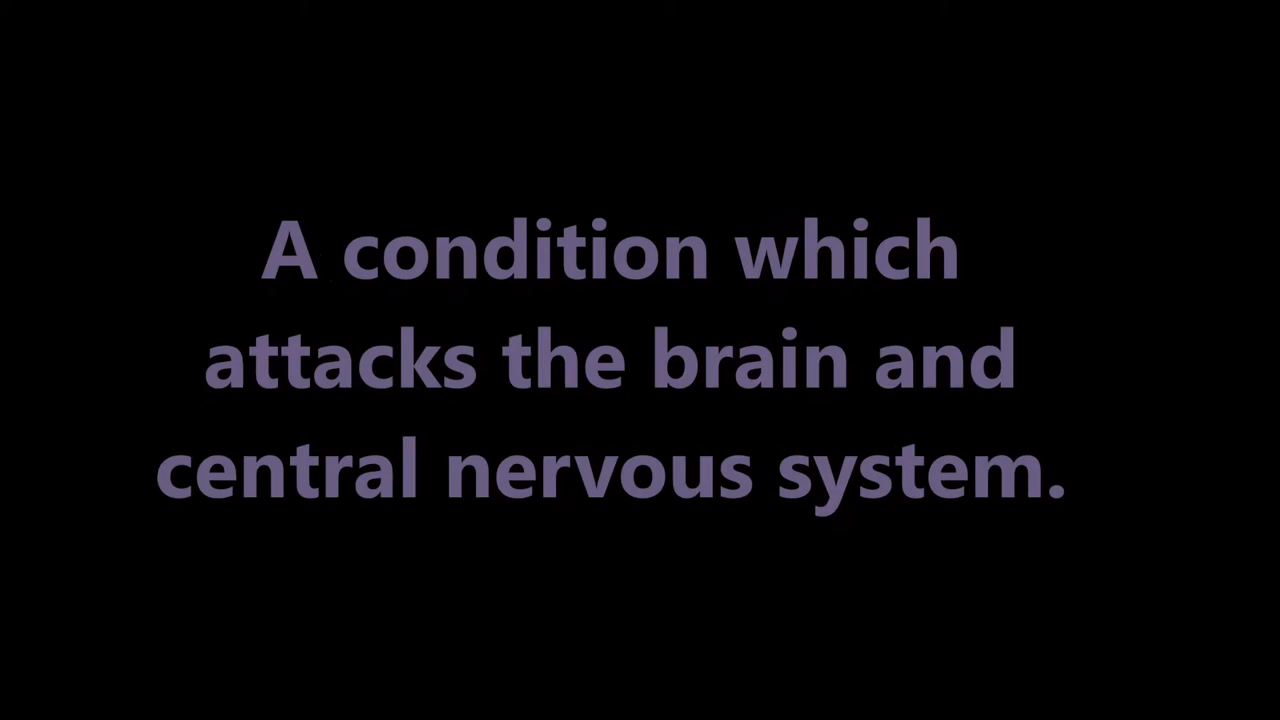 A condition which
attacks the brain and
central nervous system.